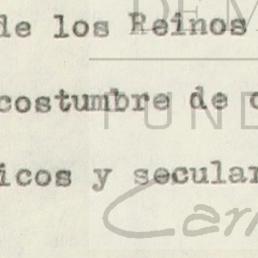 de los Reinos
costumbre de
icos y secular